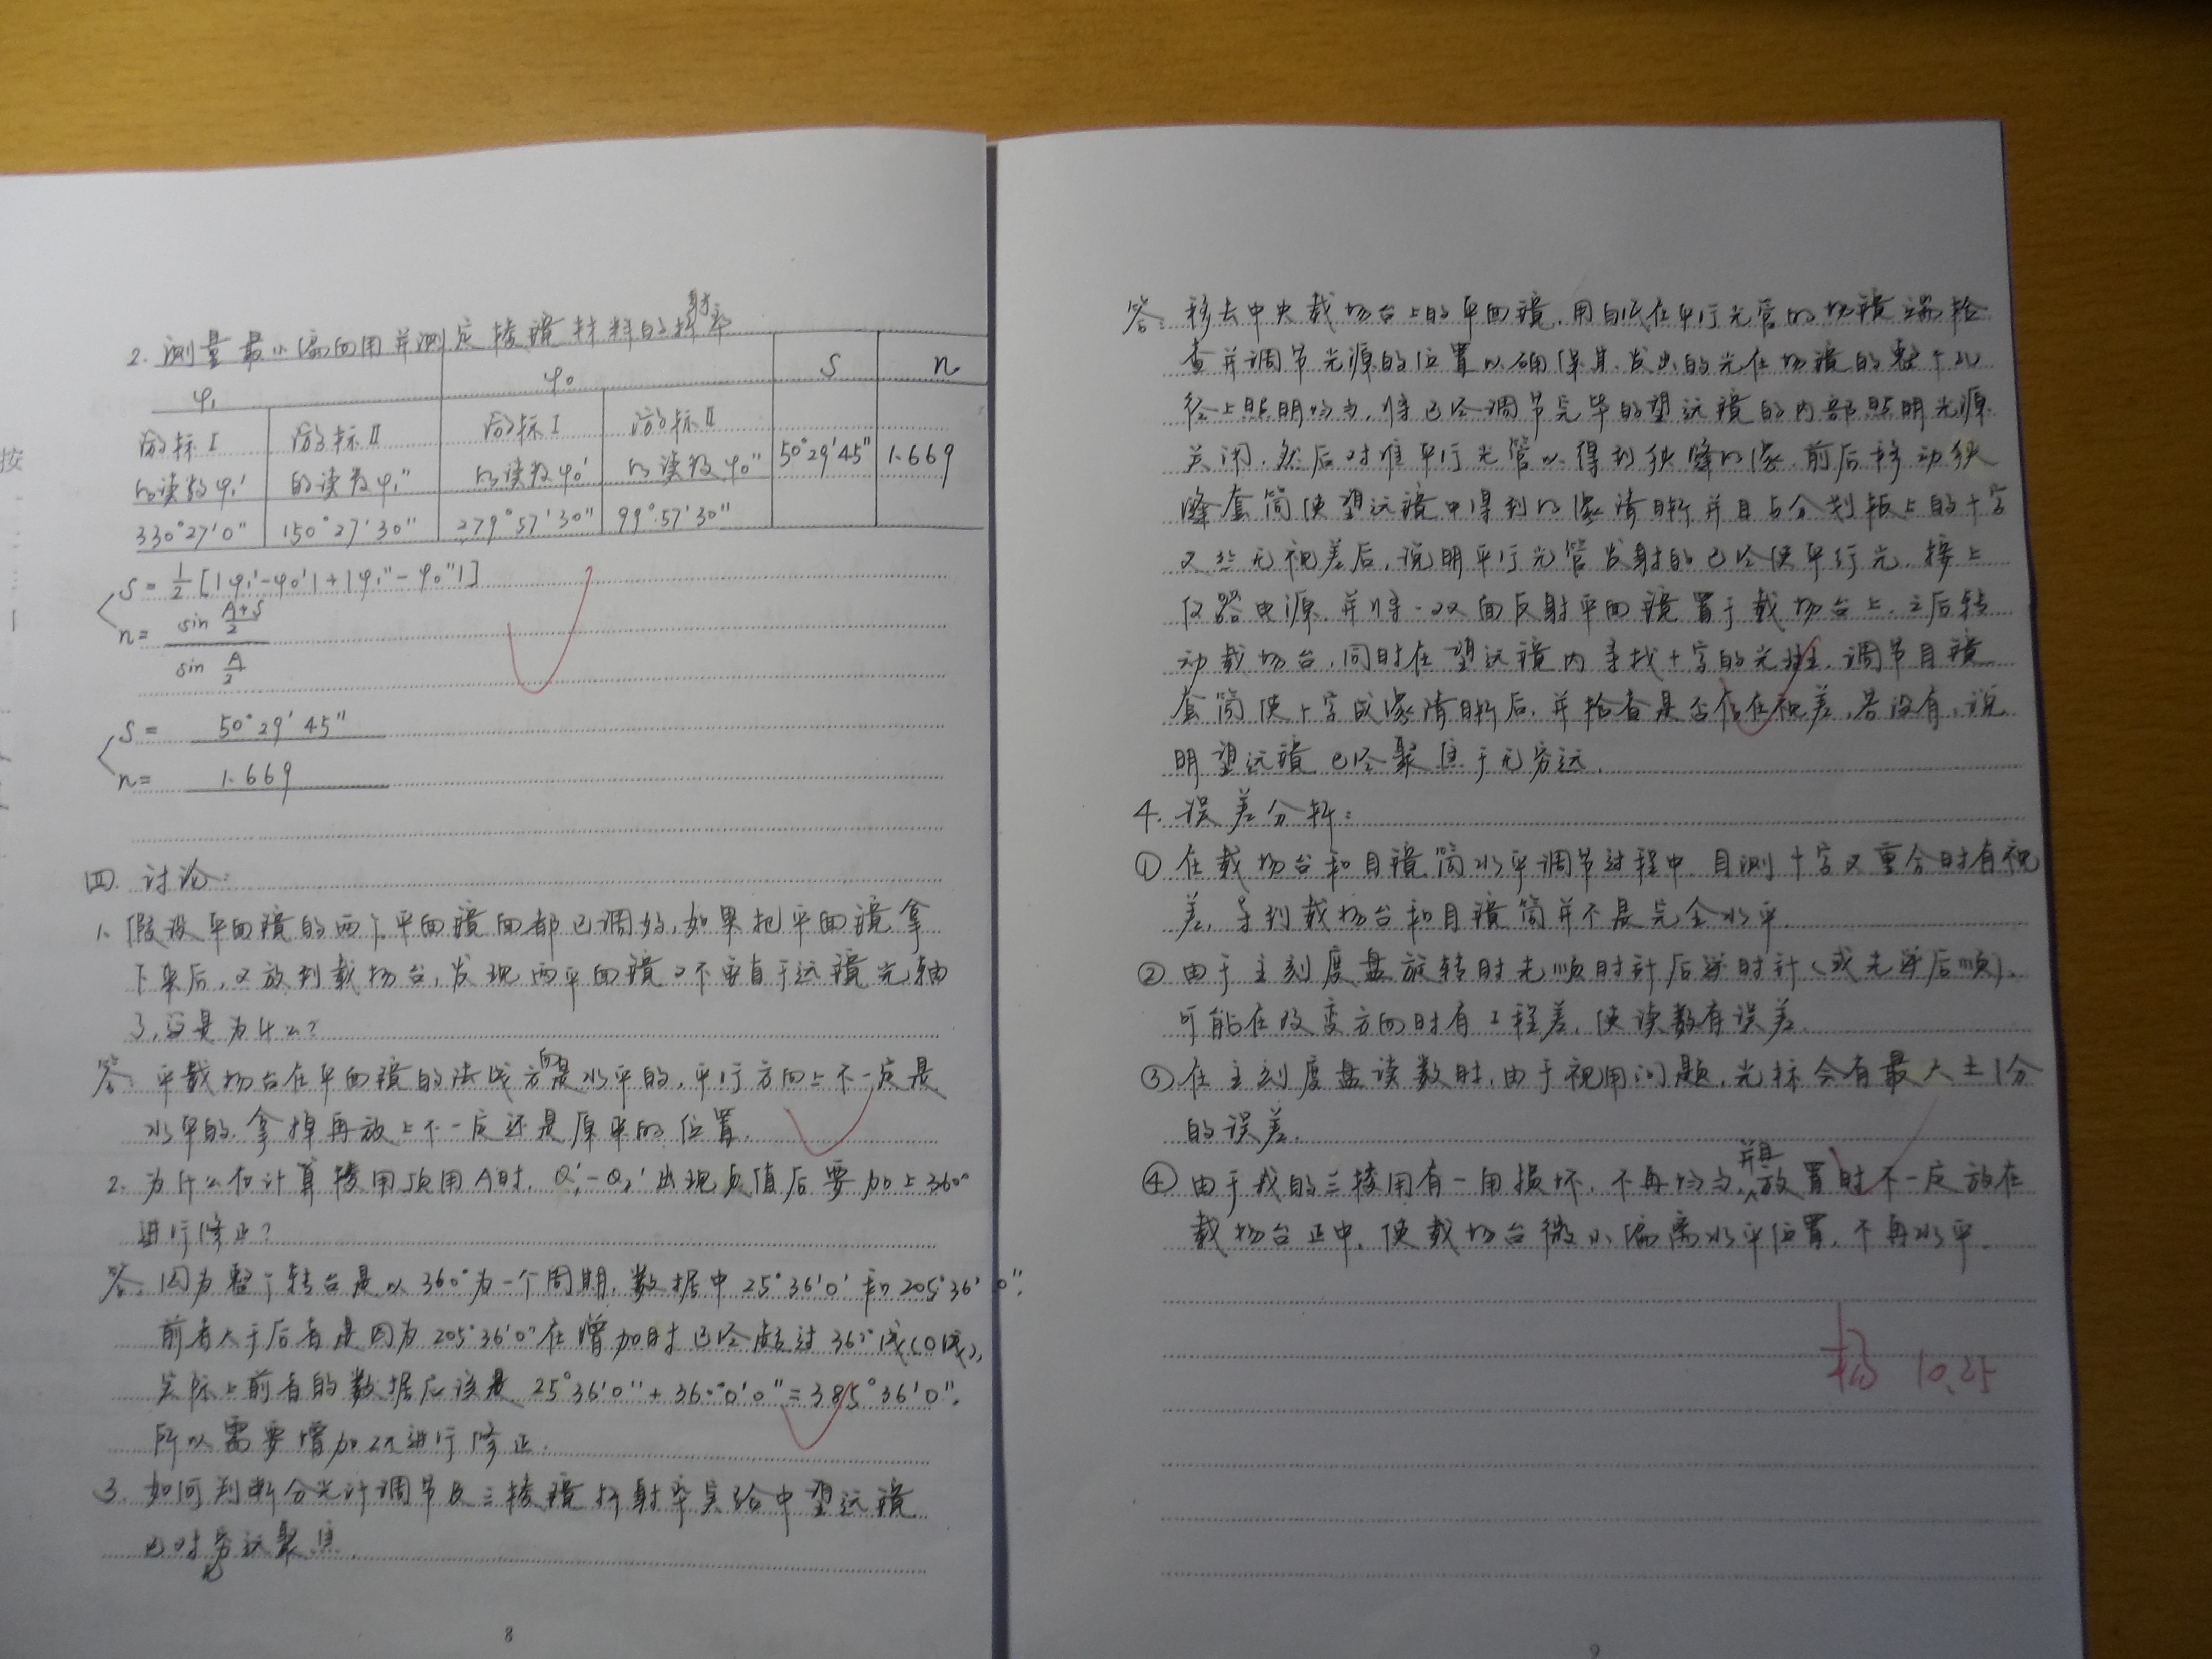 2. 测量最小偏向角并测定棱镜材料的折射率
φ₁ φ₀ S n
游标I 游标II 游标I 游标II
的读数φ₁′ 的读数φ₁″ 的读数φ₀′ 的读数φ₀″ 50°29′45″ 1.669
330°27′0″ 150°27′30″ 279°57′30″ 99°57′30″
S = 1/2 [|φ₁′-φ₀′|+|φ₁″-φ₀″|]
n = sin (A+S)/2 / sin A/2
S = 50°29′45″
n = 1.669
四. 讨论:
1. 假设平面镜的两个平面镜面都已调好,如果把平面镜拿
下来后,又放到载物台,发现两平面镜又不垂直于远镜光轴
了,这是为什么?
答: 平载物台在平面镜的法线方向是水平的,平行方向上不一定是
水平的,拿掉再放上不一定还是原来的位置.
2. 为什么在计算棱角顶角A时, 出现负值后要加上360°
进行修正?
答: 因为整个转台是以360°为一个周期,数据中25°36′0′和205°36′0″.
前者大于后者是因为205°36′0″在增加时已经越过360°线(0线),
实际上前者的数据应该是25°36′0″+360°0′0″=385°36′0″.
所以需要增加2π进行修正.
3. 如何判断分光计调节及三棱镜折射率实验中望远镜
已对无穷远聚焦.
8
按
答: 移去中央载物台上的平面镜,用白纸在平行光管的物镜端检
查并调节光源的位置以确保其发出的光在物镜的整个孔
径上照明均匀,将已经调节完毕的望远镜的内部照明光源
关闭,然后对准平行光管以得到狭缝的像,前后移动狭
缝套筒使望远镜中得到的像清晰并且与分划板上的十字
叉丝无视差后,说明平行光管发射的已经使平行光,接上
仪器电源,并将一双面反射平面镜置于载物台上,之后转
动载物台,同时在望远镜内寻找十字的光斑,调节目镜
套筒使十字成像清晰后,并检查是否存在视差,若没有,说
明望远镜已经聚焦于无穷远.
4. 误差分析:
① 在载物台和目镜筒水平调节过程中,目测十字叉重合时有视
差,导到载物台和目镜筒并不是完全水平.
② 由于主刻度盘旋转时先顺时针后逆时针(或先逆后顺),
可能在改变方向时有工程差,使读数有误差.
③ 在主刻度盘读数时,由于视角问题,光标会有最大±1分
的误差.
④ 由于我的三棱角有一角损坏,不再均匀,并且放置时不一定放在
载物台正中,使载物台微小偏离水平位置,不再水平.
杨 10.25
9